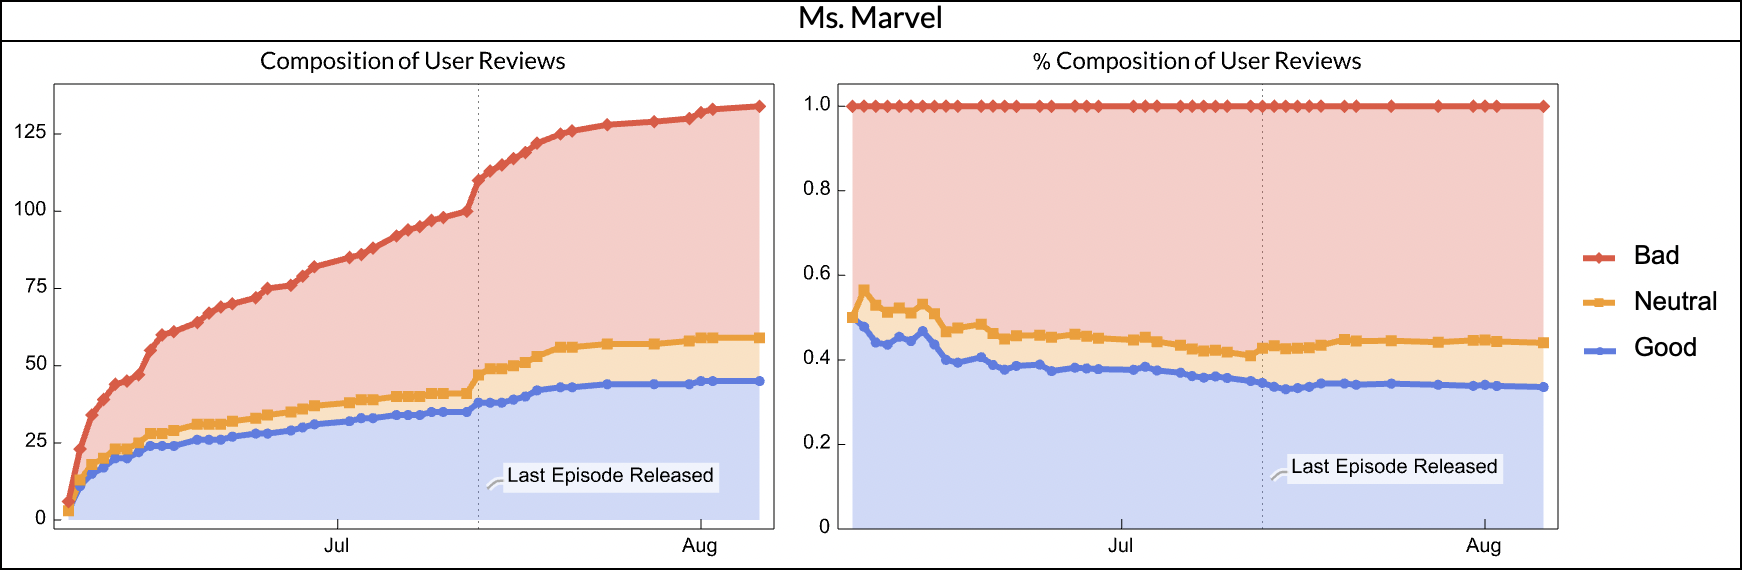 Ms. Marvel
Composition of User Reviews
125
100
75
50
25
0
Jul
Aug
Last Episode Released
% Composition of User Reviews
1.0
0.8
0.6
0.4
0.2
0
Jul
Aug
Last Episode Released
Bad
Neutral
Good